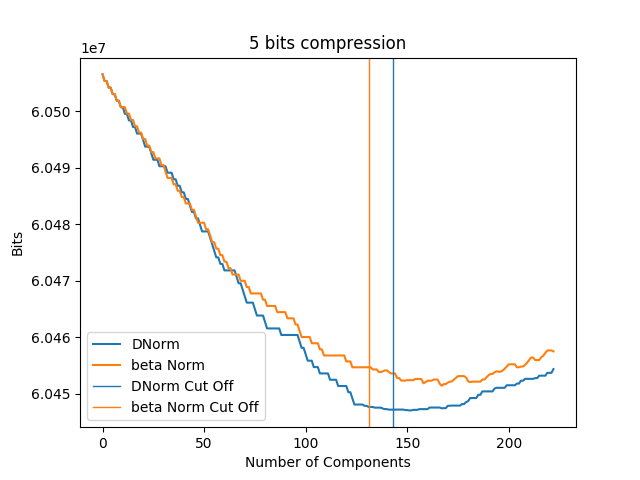 5 bits compression
1e7
6.050
6.049
6.048
6.047
6.046
6.045
Bits
DNorm
beta Norm
DNorm Cut Off
beta Norm Cut Off
0 50 100 150 200
Number of Components